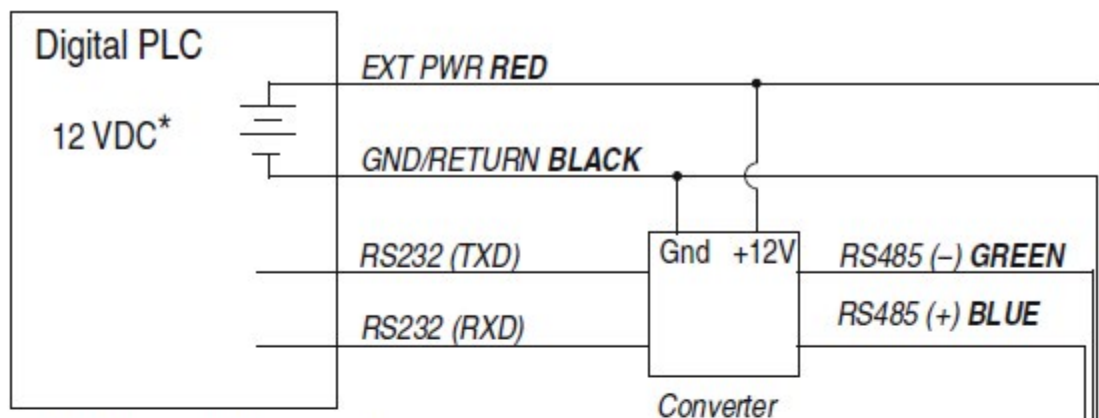 Digital PLC
12 VDC*
EXT PWR RED
GND/RETURN BLACK
RS232 (TXD)
RS232 (RXD)
Gnd +12V
RS485 (–) GREEN
RS485 (+) BLUE
Converter